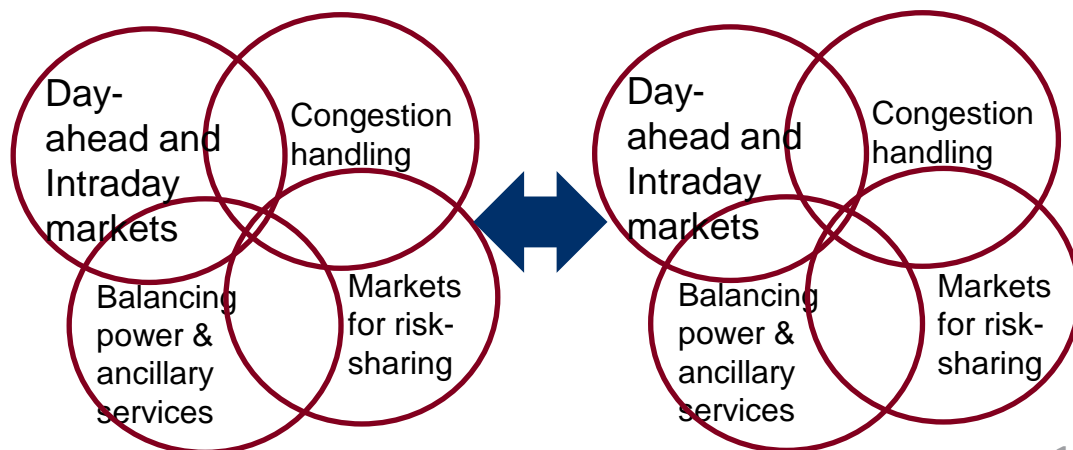 Day-
ahead and
Intraday
markets
Congestion
handling
Balancing
power &
ancillary
services
Markets
for risk-
sharing
Day-
ahead and
Intraday
markets
Congestion
handling
Balancing
power &
ancillary
services
Markets
for risk-
sharing